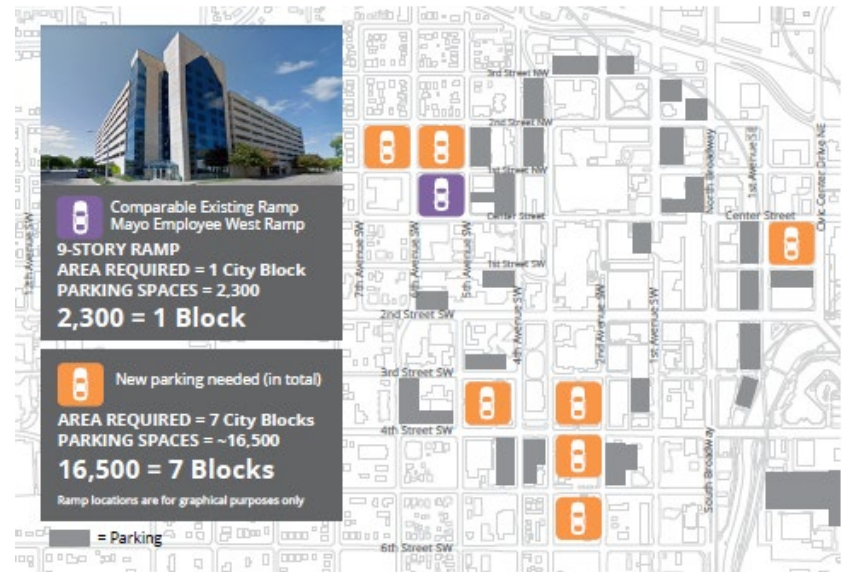 Comparable Existing Ramp
Mayo Employee West Ramp
9-STORY RAMP
AREA REQUIRED = 1 City Block
PARKING SPACES = 2,300
2,300 = 1 Block
New parking needed (in total)
AREA REQUIRED = 7 City Blocks
PARKING SPACES = ~16,500
16,500 = 7 Blocks
Ramp locations are for graphical purposes only
= Parking
3rd Street NW
2nd Street NW
1st Street NW
Center Street
Center Street
1st Street SW
2nd Street SW
3rd Street SW
4th Street SW
6th Street SW
12th Avenue SW
7th Avenue SW
6th Avenue SW
5th Avenue SW
4th Avenue SW
2nd Avenue SW
1st Avenue SW
North Broadway
South Broadway
1st Avenue SE
Civic Center Drive NE